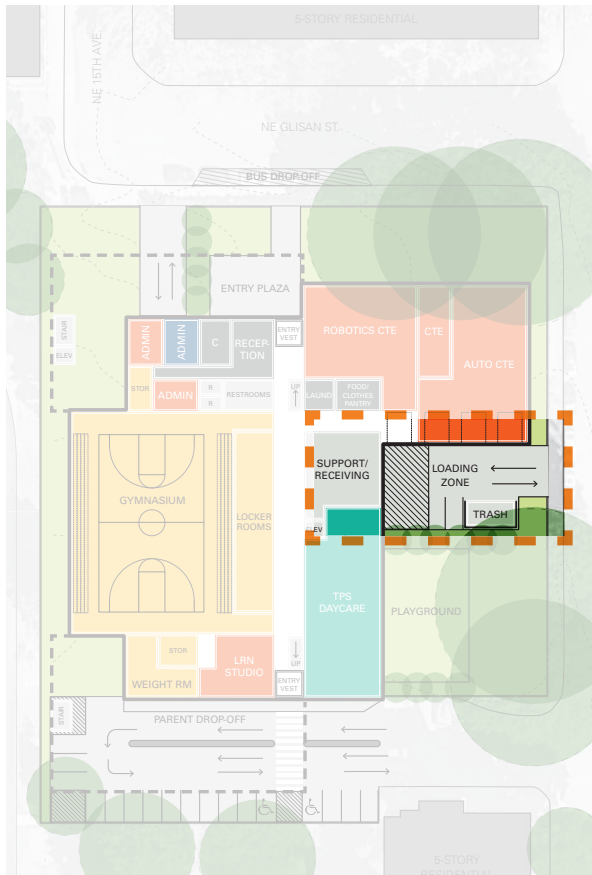 5-STORY RESIDENTIAL
NE 15TH AVE.
NE GLISAN ST.
BUS DROP-OFF
ENTRY PLAZA
STAIR
ELEV
ADMIN
ADMIN
C
RECEP-
TION
ENTRY
VEST
ROBOTICS CTE
CTE
AUTO CTE
STOR
ADMIN
R
R
RESTROOMS
UP
LAUND
FOOD/
CLOTHES
PANTRY
SUPPORT/
RECEIVING
LOADING
ZONE
TRASH
GYMNASIUM
LOCKER
ROOMS
ELEV
TPS
DAYCARE
PLAYGROUND
STOR
WEIGHT RM
LRN
STUDIO
UP
ENTRY
VEST
STAIR
PARENT DROP-OFF
5-STORY
RESIDENTIAL